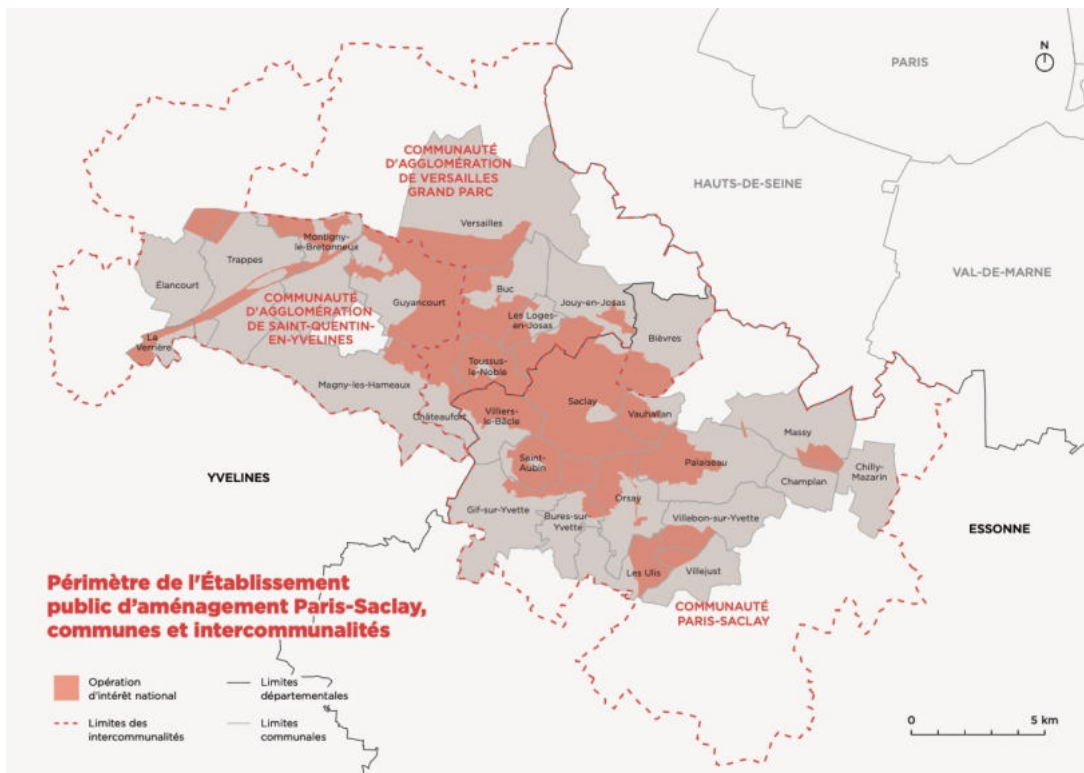 N
PARIS
HAUTS-DE-SEINE
VAL-DE-MARNE
COMMUNAUTÉ
D'AGGLOMÉRATION
DE VERSAILLES
GRAND PARC
Versailles
Montigny-
le-Bretonneux
Trappes
Élancourt
COMMUNAUTÉ
D'AGGLOMÉRATION
DE SAINT-QUENTIN-
EN-YVELINES
Guyancourt
Buc
Jouy-en-Josas
Les Loges-
en-Josas
Bièvres
La
Verrière
Toussus-
le-Noble
Magny-les-Hameaux
Châteaufort
Villiers-
le-Bâcle
Saclay
Vauhallan
Massy
Saint-
Aubin
Palaiseau
Chilly-
Mazarin
Champlan
YVELINES
Gif-sur-Yvette
Orsay
Bures-sur-
Yvette
Villebon-sur-Yvette
ESSONNE
Les Ulis
Villejust
COMMUNAUTÉ
PARIS-SACLAY
Périmètre de l'Établissement
public d'aménagement Paris-Saclay,
communes et intercommunalités
Opération
d'intérêt national
Limites
départementales
Limites des
intercommunalités
Limites
communales
0 5 km